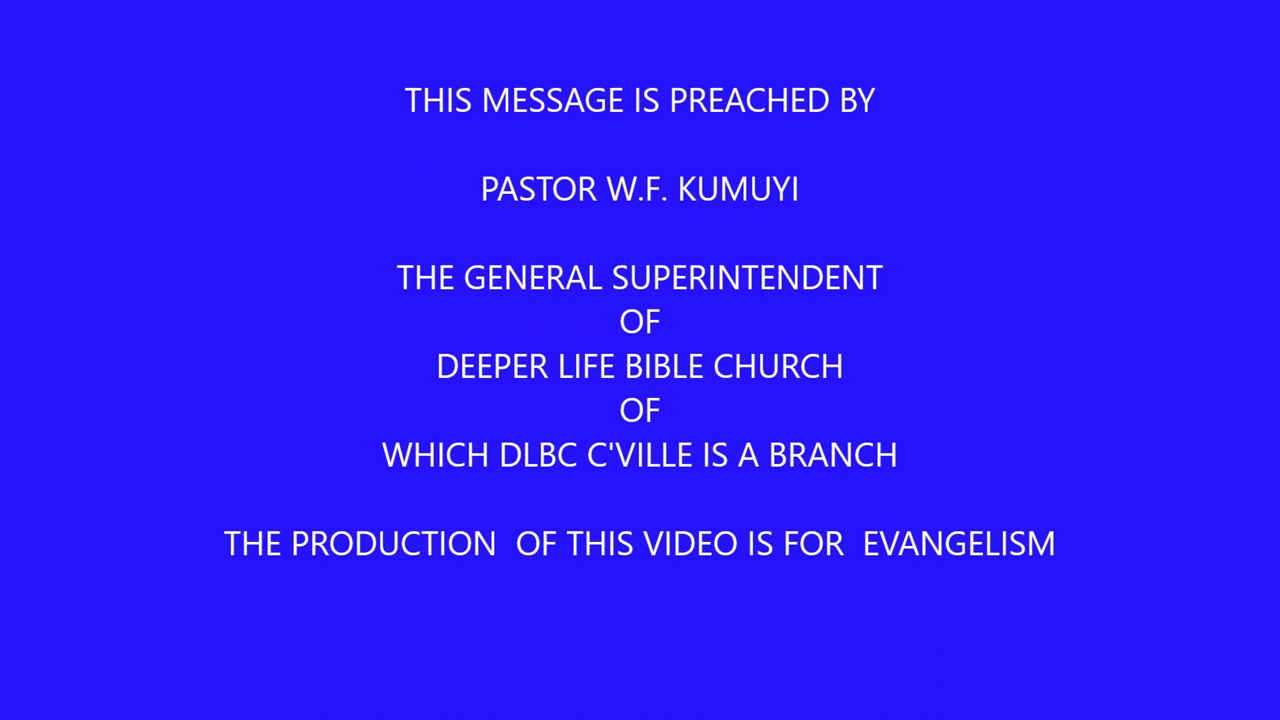 THIS MESSAGE IS PREACHED BY
PASTOR W.F. KUMUYI
THE GENERAL SUPERINTENDENT
OF
DEEPER LIFE BIBLE CHURCH
OF
WHICH DLBC C'VILLE IS A BRANCH
THE PRODUCTION  OF THIS VIDEO IS FOR  EVANGELISM